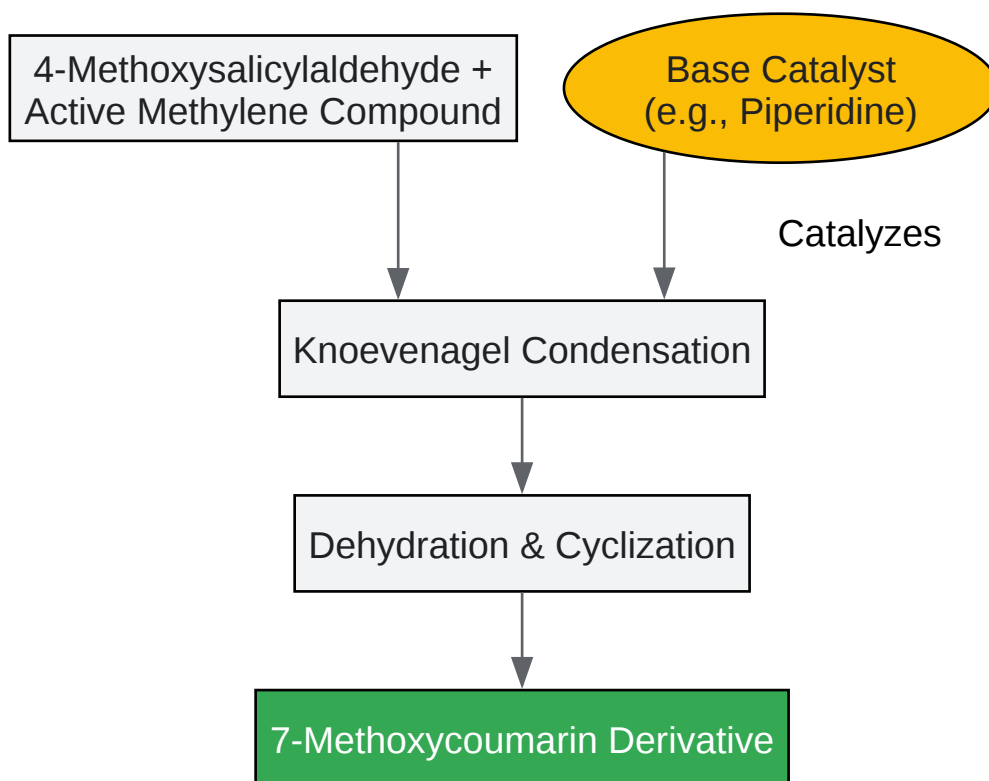 4-Methoxysalicylaldehyde +
Active Methylene Compound
Base Catalyst
(e.g., Piperidine)
Catalyzes
Knoevenagel Condensation
Dehydration & Cyclization
7-Methoxycoumarin Derivative